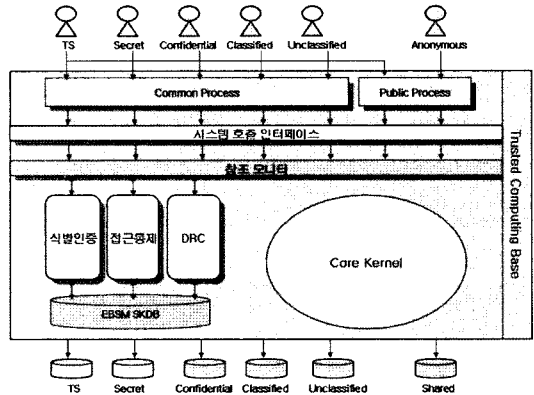 TS Secret Confidential Classified Unclassified Anonymous
Common Process Public Process
시스템 호출 인터페이스
참조 모니터
Trusted Computing Base
식별인증 접근통제 DRC
Core Kernel
EBSM SKDB
TS Secret Confidential Classified Unclassified Shared